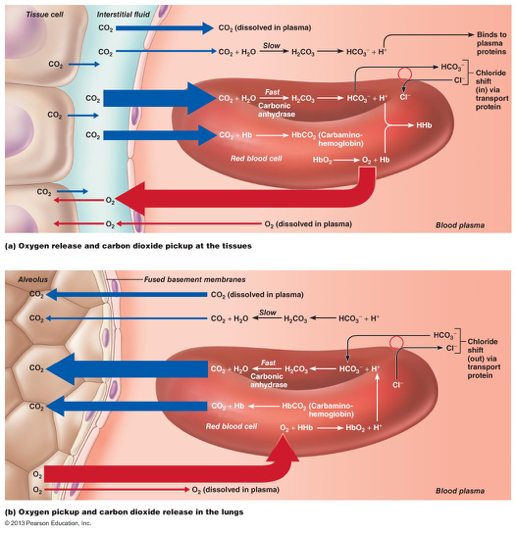 Tissue cell
Interstitial fluid
CO₂
CO₂ (dissolved in plasma)
CO₂
CO₂ + H₂O
Slow
H₂CO₃
HCO₃⁻ + H⁺
Binds to
plasma
proteins
CO₂
HCO₃⁻
Cl⁻
Chloride
shift
(in) via
transport
protein
CO₂
CO₂ + H₂O
Fast
Carbonic
anhydrase
H₂CO₃
HCO₃⁻ + H⁺
Cl⁻
CO₂
HHb
CO₂
CO₂ + Hb
HbCO₂ (Carbamino-
hemoglobin)
Red blood cell
HbO₂
O₂ + Hb
CO₂
O₂
O₂
O₂ (dissolved in plasma)
Blood plasma
(a) Oxygen release and carbon dioxide pickup at the tissues
Alveolus
Fused basement membranes
CO₂
CO₂ (dissolved in plasma)
CO₂
CO₂ + H₂O
Slow
H₂CO₃
HCO₃⁻ + H⁺
HCO₃⁻
Cl⁻
Chloride
shift
(out) via
transport
protein
CO₂
CO₂ + H₂O
Fast
Carbonic
anhydrase
H₂CO₃
HCO₃⁻ + H⁺
Cl⁻
CO₂
CO₂ + Hb
HbCO₂ (Carbamino-
hemoglobin)
Red blood cell
O₂ + HHb
HbO₂ + H⁺
O₂
O₂
O₂ (dissolved in plasma)
Blood plasma
(b) Oxygen pickup and carbon dioxide release in the lungs
© 2013 Pearson Education, Inc.